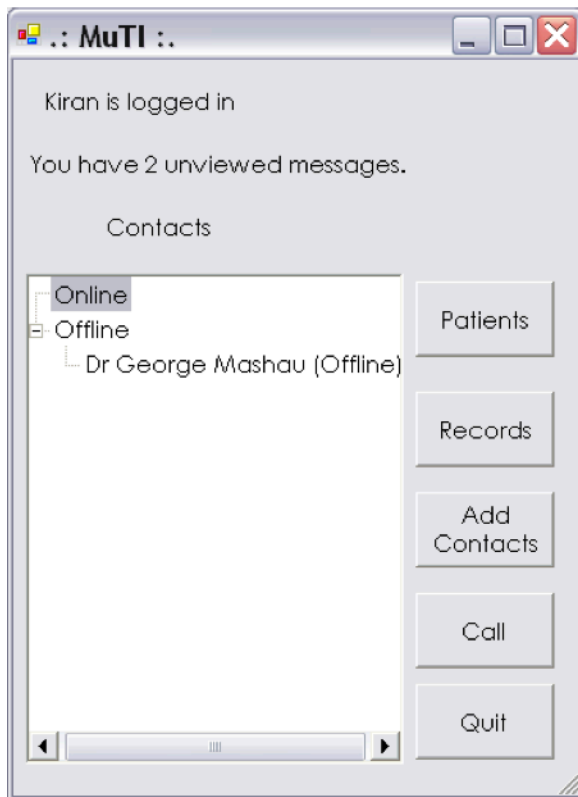 .: MuTI :.
Kiran is logged in
You have 2 unviewed messages.
Contacts
Online
Offline
Dr George Mashau (Offline)
Patients
Records
Add
Contacts
Call
Quit